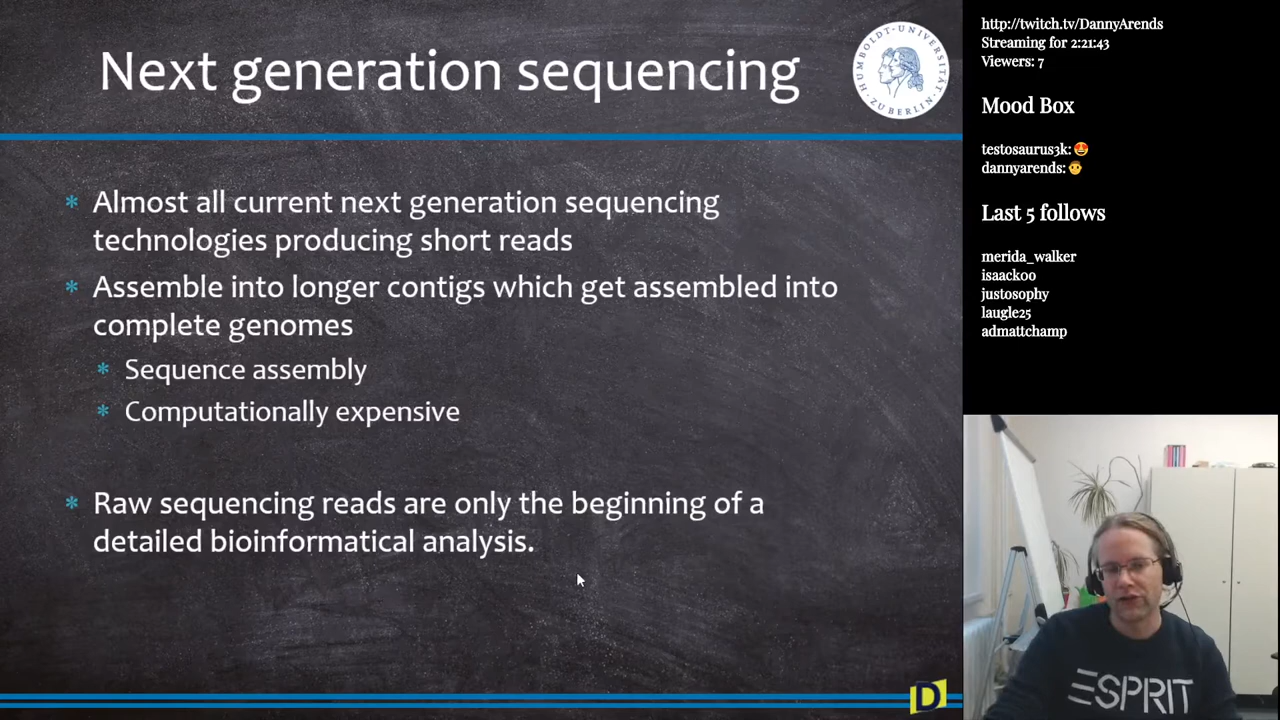 Next generation sequencing
HUMBOLDT-UNIVERSITÄT ZU BERLIN
* Almost all current next generation sequencing
technologies producing short reads
* Assemble into longer contigs which get assembled into
complete genomes
* Sequence assembly
* Computationally expensive
* Raw sequencing reads are only the beginning of a
detailed bioinformatical analysis.
D
http://twitch.tv/DannyArends
Streaming for 2:21:43
Viewers: 7
Mood Box
testosaurus3k: 😍
dannyarends: 👨
Last 5 follows
merida_walker
isaackoo
justosophy
laugle25
admattchamp
ESPRIT